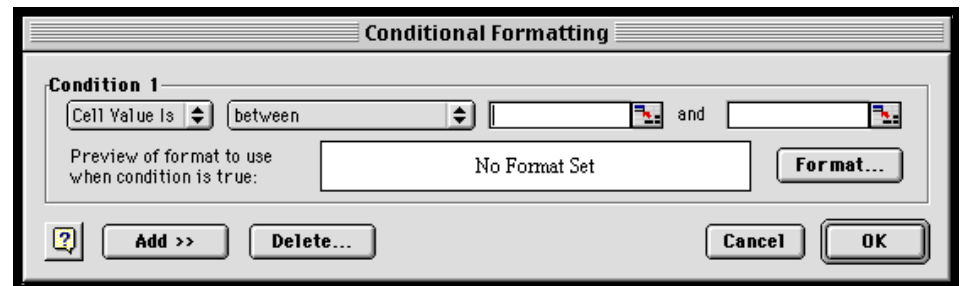 Conditional Formatting
Condition 1
Cell Value Is between and
Preview of format to use
when condition is true:
No Format Set
Format...
? Add >> Delete... Cancel OK